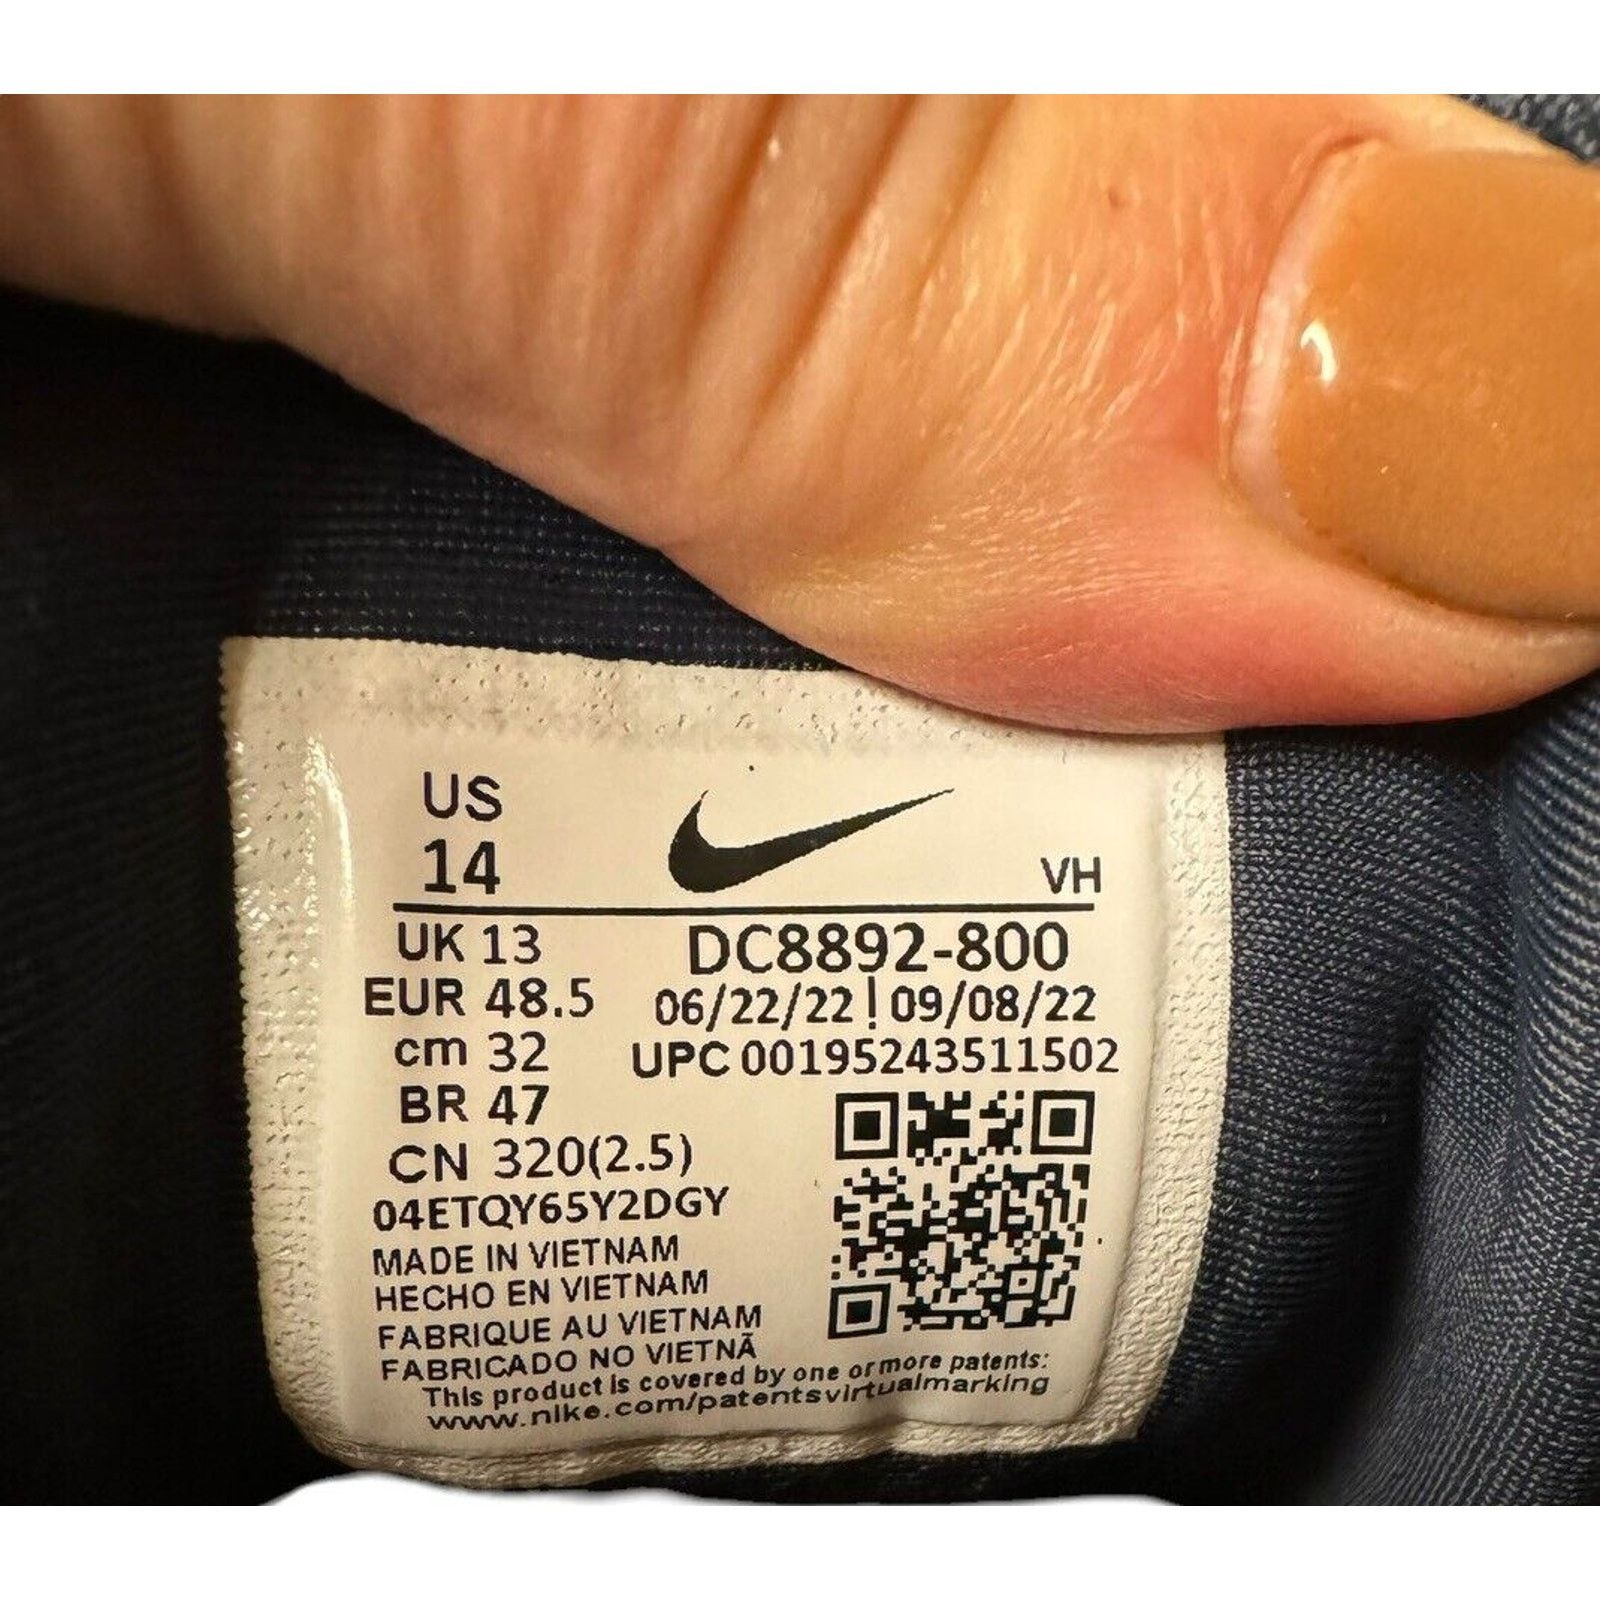 US
14
VH
UK 13
DC8892-800
EUR 48.5
06/22/22 | 09/08/22
cm 32
UPC 00195243511502
BR 47
CN 320(2.5)
04ETQY65Y2DGY
MADE IN VIETNAM
HECHO EN VIETNAM
FABRIQUE AU VIETNAM
FABRICADO NO VIETNÃ
This product is covered by one or more patents:
www.nike.com/patentsvirtualmarking